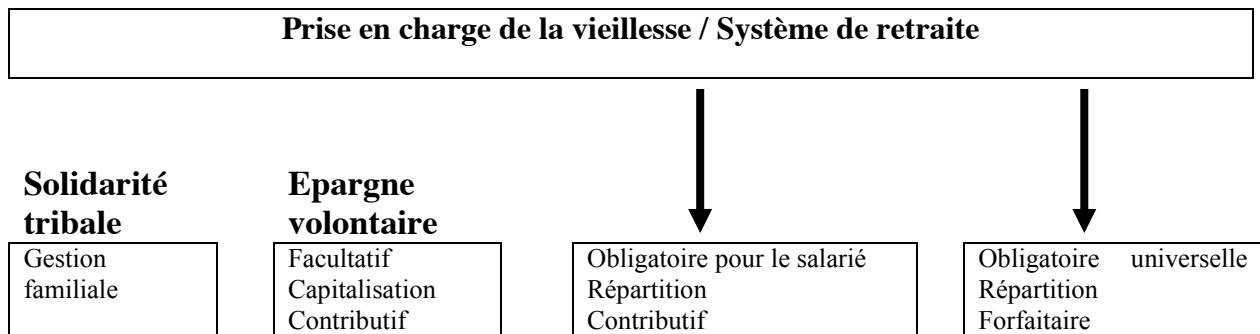 Prise en charge de la vieillesse / Système de retraite
Solidarité
tribale
Gestion
familiale
Epargne
volontaire
Facultatif
Capitalisation
Contributif
Obligatoire pour le salarié
Répartition
Contributif
Obligatoire universelle
Répartition
Forfaitaire